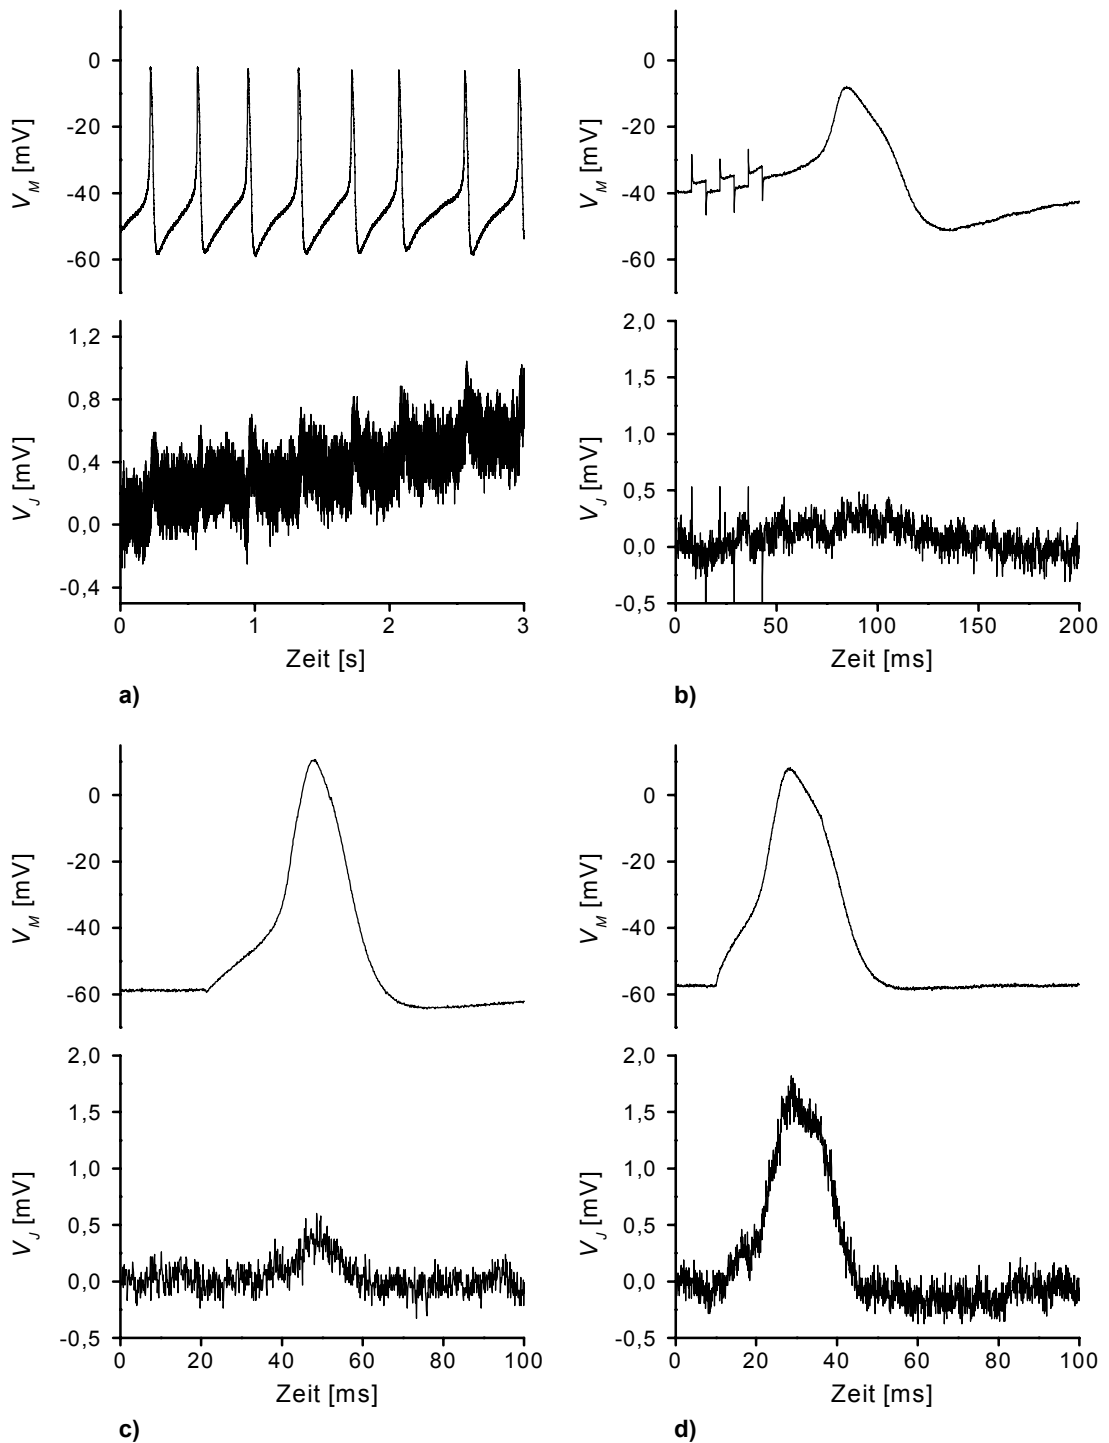 0
-20
-40
-60
V_M [mV]
1,2
0,8
0,4
0,0
-0,4
V_J [mV]
0 1 2 3
Zeit [s]
a)
0
-20
-40
-60
V_M [mV]
2,0
1,5
1,0
0,5
0,0
-0,5
V_J [mV]
0 50 100 150 200
Zeit [ms]
b)
0
-20
-40
-60
V_M [mV]
2,0
1,5
1,0
0,5
0,0
-0,5
V_J [mV]
0 20 40 60 80 100
Zeit [ms]
c)
0
-20
-40
-60
V_M [mV]
2,0
1,5
1,0
0,5
0,0
-0,5
V_J [mV]
0 20 40 60 80 100
Zeit [ms]
d)